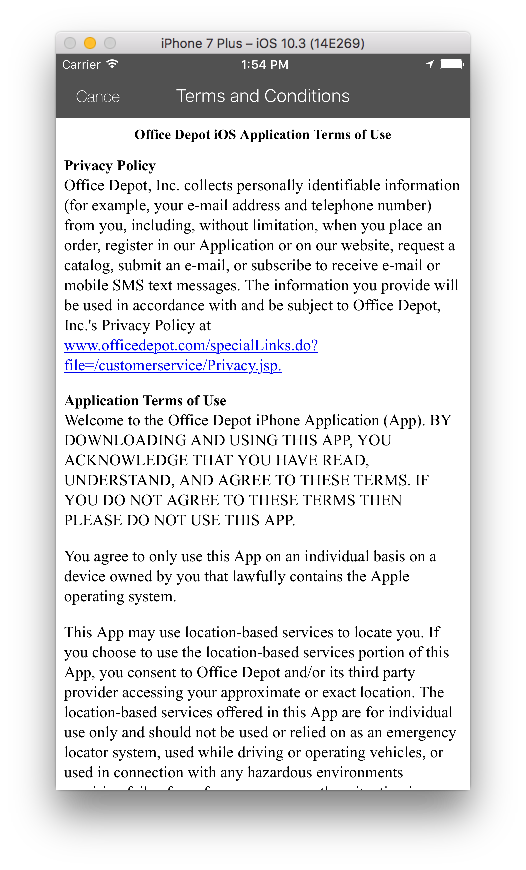 iPhone 7 Plus – iOS 10.3 (14E269)
Carrier 1:54 PM
Cance Terms and Conditions
Office Depot iOS Application Terms of Use
Privacy Policy
Office Depot, Inc. collects personally identifiable information
(for example, your e-mail address and telephone number)
from you, including, without limitation, when you place an
order, register in our Application or on our website, request a
catalog, submit an e-mail, or subscribe to receive e-mail or
mobile SMS text messages. The information you provide will
be used in accordance with and be subject to Office Depot,
Inc.'s Privacy Policy at
www.officedepot.com/specialLinks.do?
file=/customerservice/Privacy.jsp.
Application Terms of Use
Welcome to the Office Depot iPhone Application (App). BY
DOWNLOADING AND USING THIS APP, YOU
ACKNOWLEDGE THAT YOU HAVE READ,
UNDERSTAND, AND AGREE TO THESE TERMS. IF
YOU DO NOT AGREE TO THESE TERMS THEN
PLEASE DO NOT USE THIS APP.
You agree to only use this App on an individual basis on a
device owned by you that lawfully contains the Apple
operating system.
This App may use location-based services to locate you. If
you choose to use the location-based services portion of this
App, you consent to Office Depot and/or its third party
provider accessing your approximate or exact location. The
location-based services offered in this App are for individual
use only and should not be used or relied on as an emergency
locator system, used while driving or operating vehicles, or
used in connection with any hazardous environments